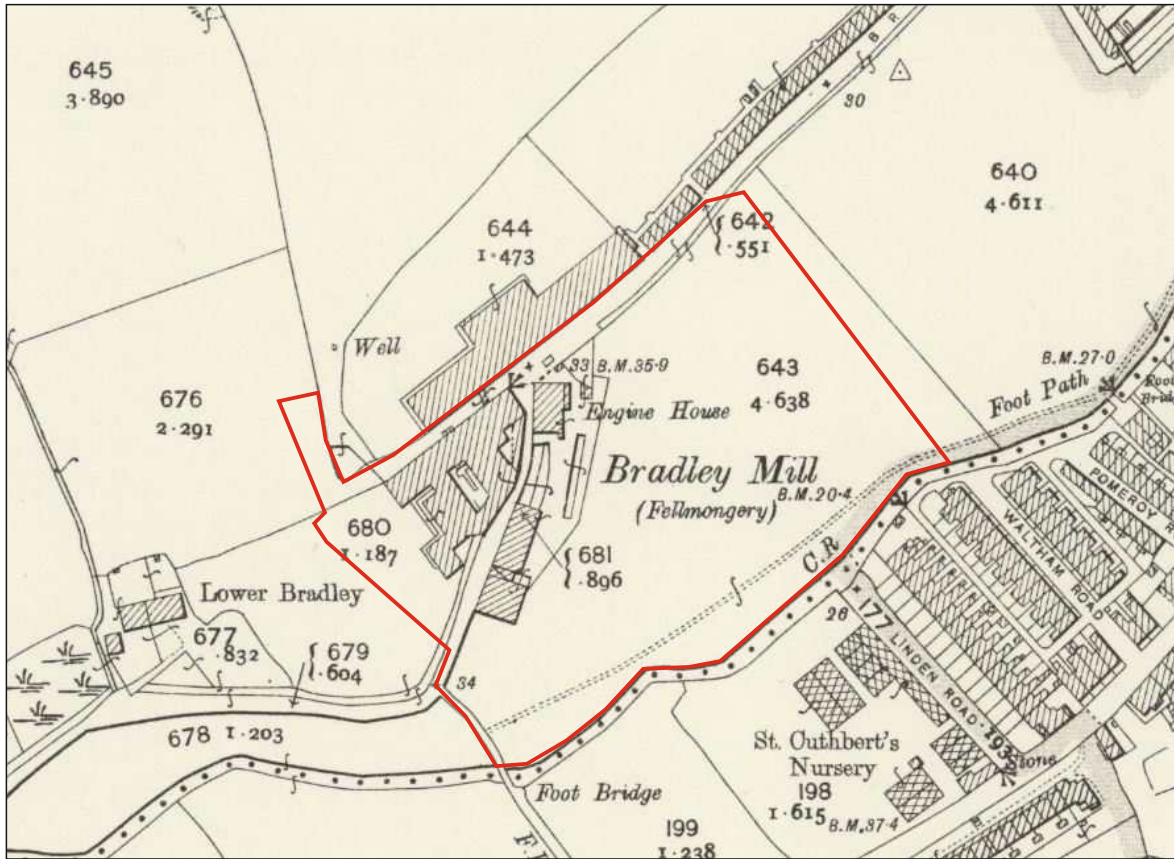 645
3·890
B R
30
640
4·611
644
1·473
{ 642
{ ·551
Well
676
2·291
33 B.M.35·9
643
4·638
Engine House
B.M.27·0
Foot Path
Foot
Bridge
Bradley Mill
(Fellmongery)
B.M.20·4
POMEROY R
WALTHAM ROAD
680
1·187
{ 681
{ ·896
C.R
Lower Bradley
677
·832
{ 679
{ ·604
34
26
177 LINDEN ROAD 193
678 1·203
St. Cuthbert's
Nursery
198
1·615
B.M.37·4
Stone
Foot Bridge
199
1·238